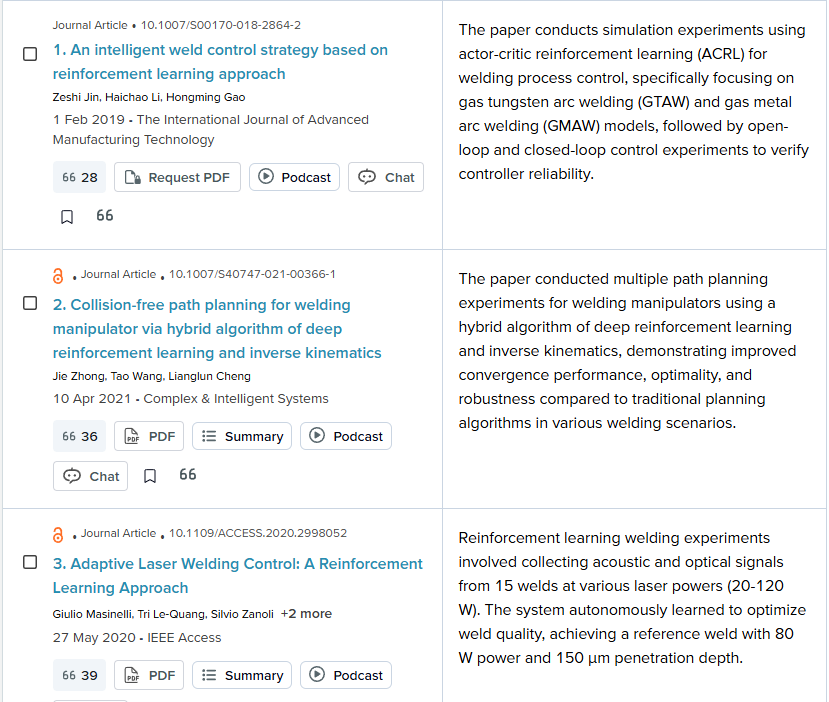 Journal Article • 10.1007/S00170-018-2864-2
1. An intelligent weld control strategy based on
reinforcement learning approach
Zeshi Jin, Haichao Li, Hongming Gao
1 Feb 2019 - The International Journal of Advanced
Manufacturing Technology
28 Request PDF Podcast Chat
The paper conducts simulation experiments using
actor-critic reinforcement learning (ACRL) for
welding process control, specifically focusing on
gas tungsten arc welding (GTAW) and gas metal
arc welding (GMAW) models, followed by open-
loop and closed-loop control experiments to verify
controller reliability.
• Journal Article • 10.1007/S40747-021-00366-1
2. Collision-free path planning for welding
manipulator via hybrid algorithm of deep
reinforcement learning and inverse kinematics
Jie Zhong, Tao Wang, Lianglun Cheng
10 Apr 2021 - Complex & Intelligent Systems
36 PDF Summary Podcast
Chat
The paper conducted multiple path planning
experiments for welding manipulators using a
hybrid algorithm of deep reinforcement learning
and inverse kinematics, demonstrating improved
convergence performance, optimality, and
robustness compared to traditional planning
algorithms in various welding scenarios.
• Journal Article • 10.1109/ACCESS.2020.2998052
3. Adaptive Laser Welding Control: A Reinforcement
Learning Approach
Giulio Masinelli, Tri Le-Quang, Silvio Zanoli +2 more
27 May 2020 - IEEE Access
39 PDF Summary Podcast
Reinforcement learning welding experiments
involved collecting acoustic and optical signals
from 15 welds at various laser powers (20-120
W). The system autonomously learned to optimize
weld quality, achieving a reference weld with 80
W power and 150 μm penetration depth.